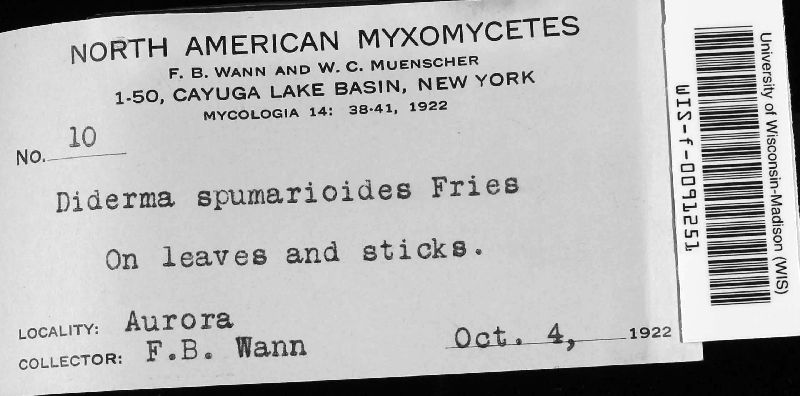 NORTH AMERICAN MYXOMYCETES
F. B. WANN AND W. C. MUENSCHER
1-50, CAYUGA LAKE BASIN, NEW YORK
MYCOLOGIA 14: 38-41, 1922
No. 10
Diderma spumarioides Fries
On leaves and sticks.
LOCALITY: Aurora
COLLECTOR: F.B. Wann
Oct. 4, 1922
University of Wisconsin-Madison (WIS)
WIS-f-0091251